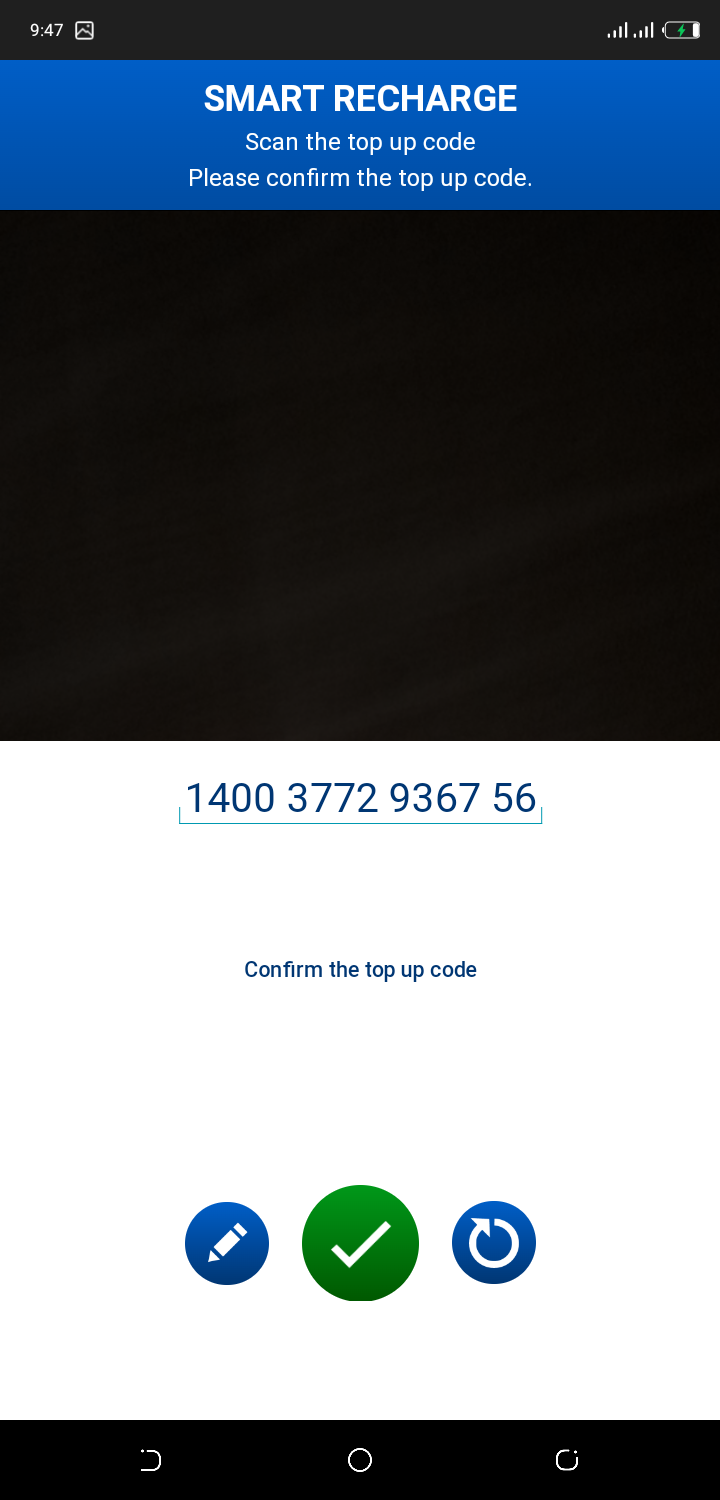 9:47
SMART RECHARGE
Scan the top up code
Please confirm the top up code.
1400 3772 9367 56
Confirm the top up code